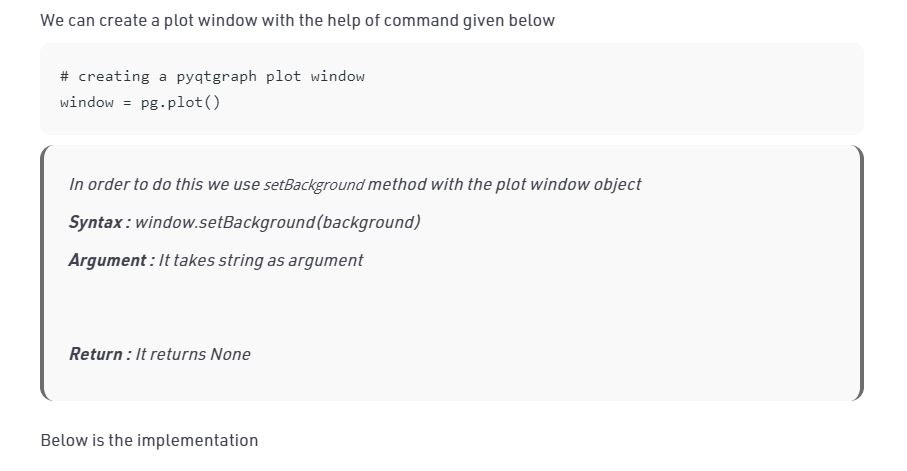 We can create a plot window with the help of command given below
# creating a pyqtgraph plot window
window = pg.plot()
In order to do this we use setBackground method with the plot window object
Syntax : window.setBackground(background)
Argument : It takes string as argument
Return : It returns None
Below is the implementation